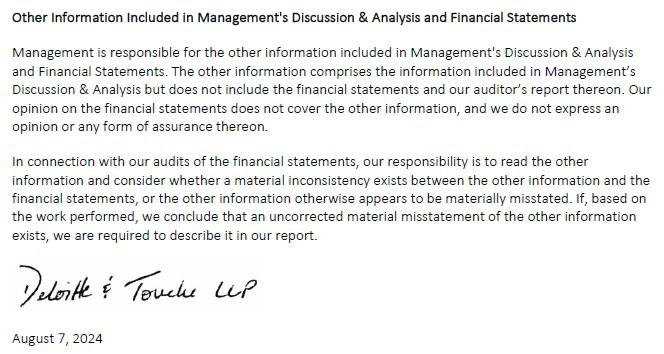 Other Information Included in Management's Discussion & Analysis and Financial Statements
Management is responsible for the other information included in Management's Discussion & Analysis
and Financial Statements. The other information comprises the information included in Management’s
Discussion & Analysis but does not include the financial statements and our auditor’s report thereon. Our
opinion on the financial statements does not cover the other information, and we do not express an
opinion or any form of assurance thereon.
In connection with our audits of the financial statements, our responsibility is to read the other
information and consider whether a material inconsistency exists between the other information and the
financial statements, or the other information otherwise appears to be materially misstated. If, based on
the work performed, we conclude that an uncorrected material misstatement of the other information
exists, we are required to describe it in our report.
Deloitte & Touche LLP
August 7, 2024